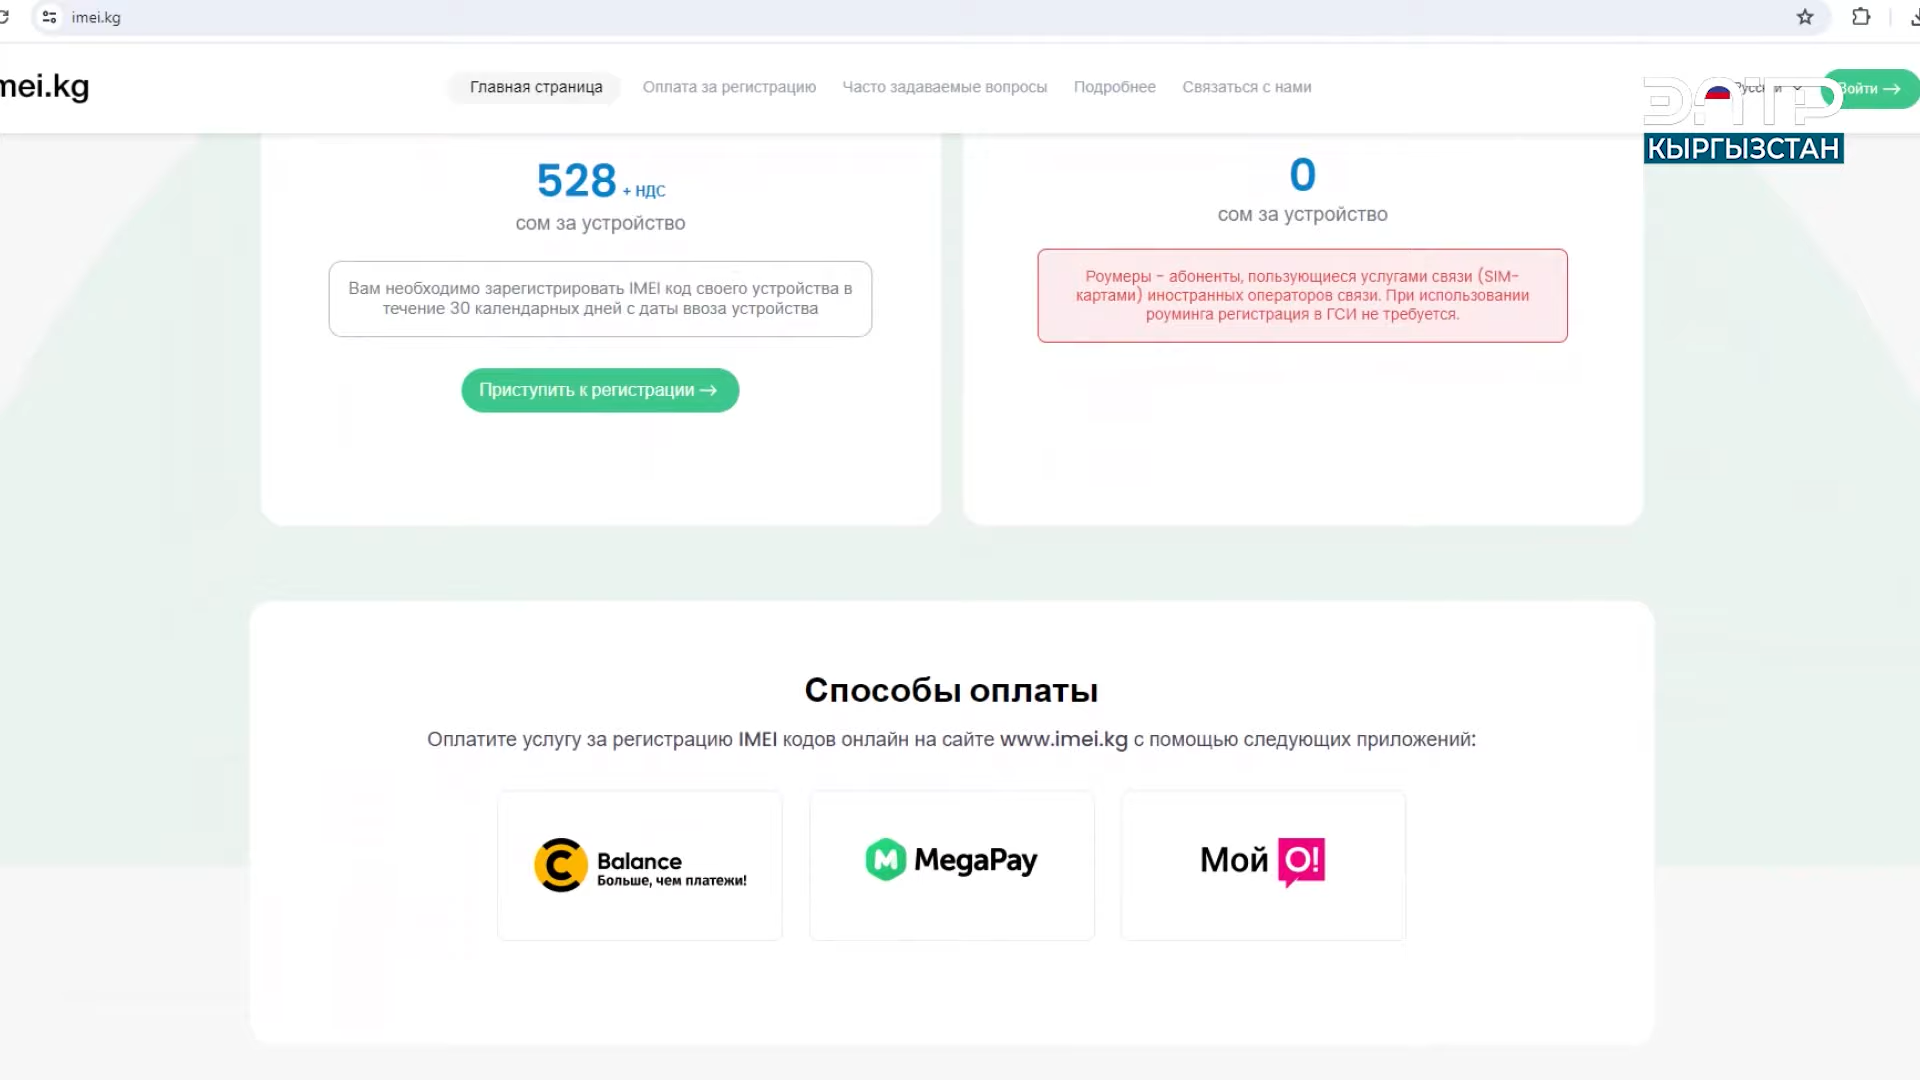 imei.kg
mei.kg
Главная страница
Оплата за регистрацию
Часто задаваемые вопросы
Подробнее
Связаться с нами
Войти →
ЭЛТР
КЫРГЫЗСТАН
528 + НДС
сом за устройство
Вам необходимо зарегистрировать IMEI код своего устройства в
течение 30 календарных дней с даты ввоза устройства
Приступить к регистрации →
0
сом за устройство
Роумеры - абоненты, пользующиеся услугами связи (SIM-
картами) иностранных операторов связи. При использовании
роуминга регистрация в ГСИ не требуется.
Способы оплаты
Оплатите услугу за регистрацию IMEI кодов онлайн на сайте www.imei.kg с помощью следующих приложений:
Balance
Больше, чем платежи!
MegaPay
Мой О!